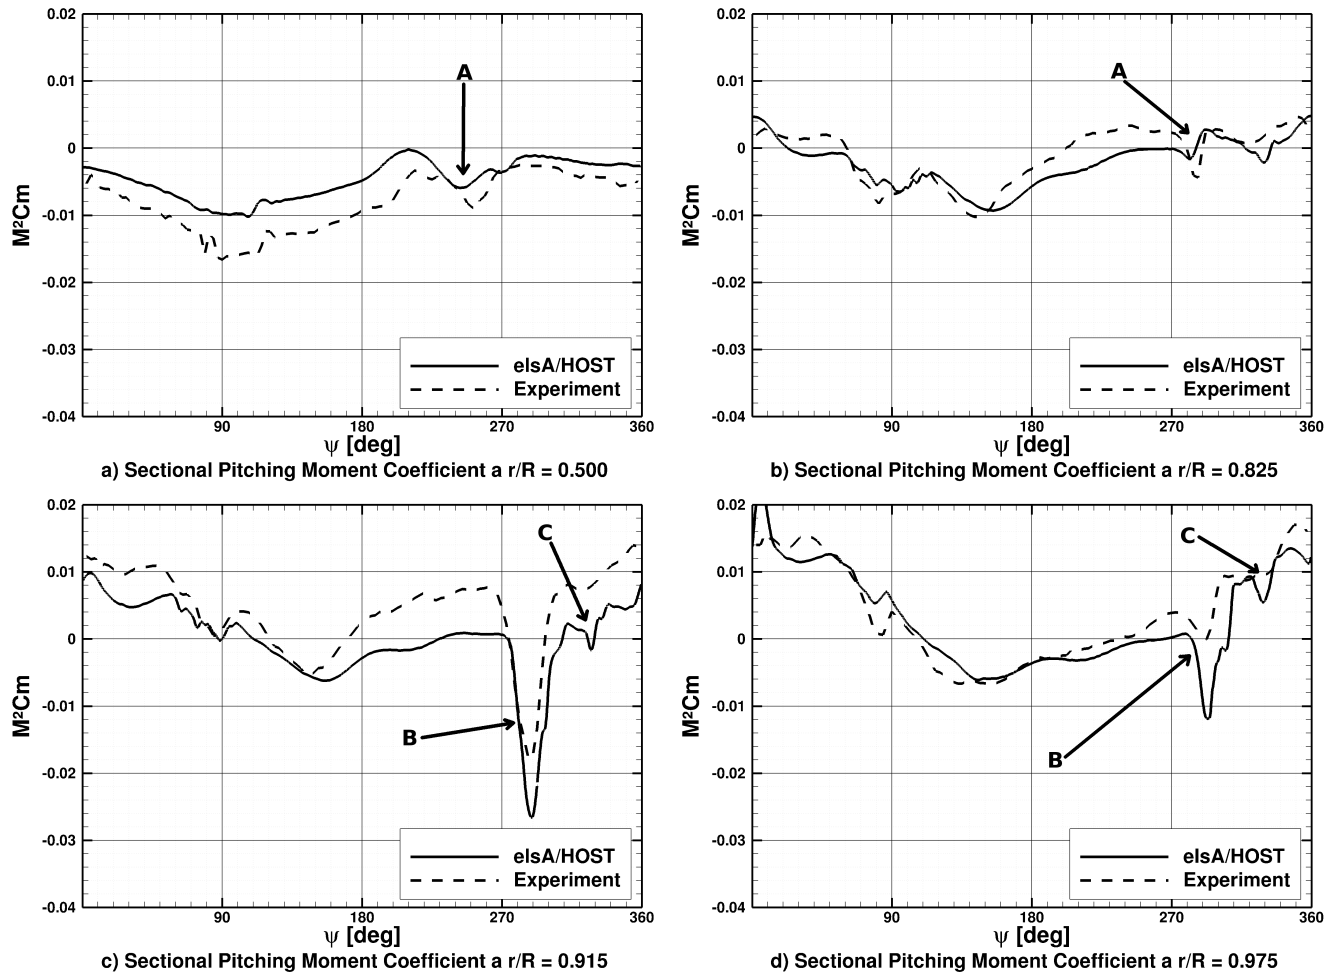 0.02
0.01
0
-0.01
-0.02
-0.03
-0.04
M²Cm
A
elsA/HOST
Experiment
90
180
270
360
ψ [deg]
a) Sectional Pitching Moment Coefficient a r/R = 0.500
0.02
0.01
0
-0.01
-0.02
-0.03
-0.04
M²Cm
A
elsA/HOST
Experiment
90
180
270
360
ψ [deg]
b) Sectional Pitching Moment Coefficient a r/R = 0.825
0.02
0.01
0
-0.01
-0.02
-0.03
-0.04
M²Cm
C
B
elsA/HOST
Experiment
90
180
270
360
ψ [deg]
c) Sectional Pitching Moment Coefficient a r/R = 0.915
0.02
0.01
0
-0.01
-0.02
-0.03
-0.04
M²Cm
C
B
elsA/HOST
Experiment
90
180
270
360
ψ [deg]
d) Sectional Pitching Moment Coefficient a r/R = 0.975